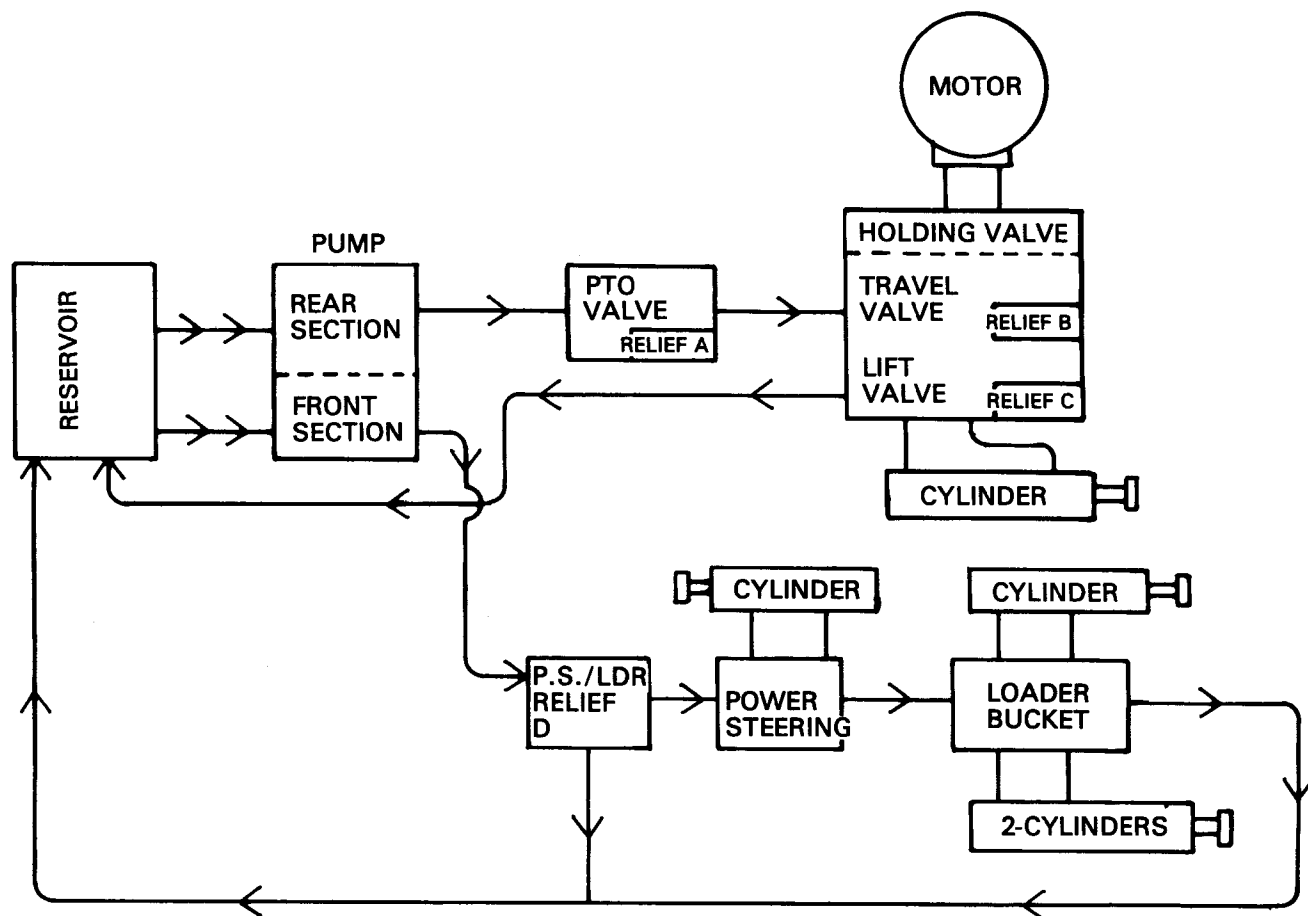 MOTOR
HOLDING VALVE
PUMP
RESERVOIR
REAR
SECTION
PTO
VALVE
RELIEF A
TRAVEL
VALVE
RELIEF B
FRONT
SECTION
LIFT
VALVE
RELIEF C
CYLINDER
CYLINDER
CYLINDER
P.S./LDR
RELIEF
D
POWER
STEERING
LOADER
BUCKET
2-CYLINDERS